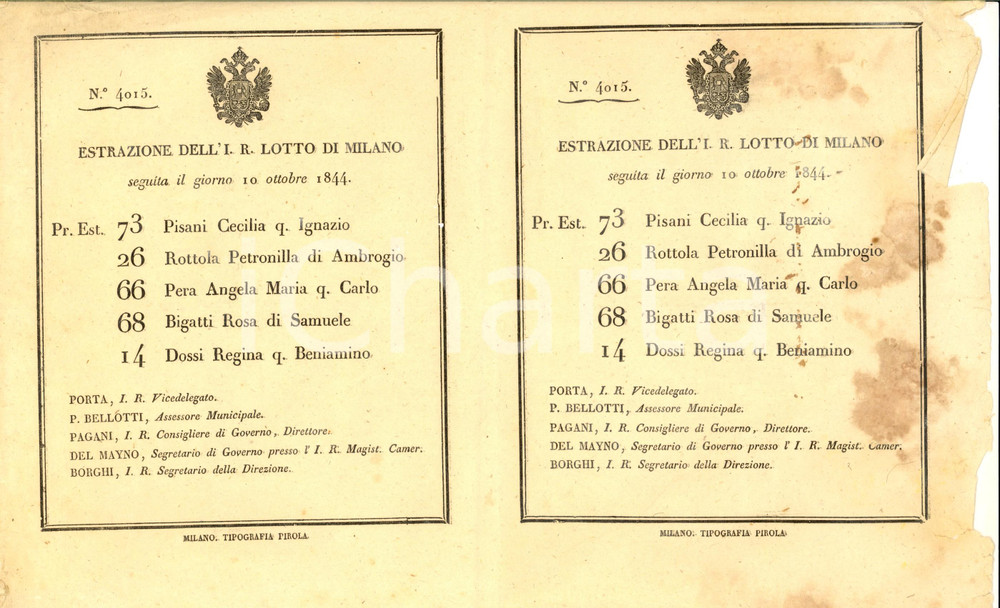 N.º 4015.
ESTRAZIONE DELL'I. R. LOTTO DI MILANO
seguita il giorno 10 ottobre 1844.
Pr. Est. 73 Pisani Cecilia q. Ignazio
26 Rottola Petronilla di Ambrogio
66 Pera Angela Maria q. Carlo
68 Bigatti Rosa di Samuele
14 Dossi Regina q. Beniamino
PORTA, I. R. Vicedelegato.
P. BELLOTTI, Assessore Municipale.
PAGANI, I. R. Consigliere di Governo, Direttore.
DEL MAYNO, Segretario di Governo presso l' I. R. Magist. Camer.
BORGHI, I. R. Segretario della Direzione.
MILANO. TIPOGRAFIA PIROLA
N.º 4015.
ESTRAZIONE DELL'I. R. LOTTO DI MILANO
seguita il giorno 10 ottobre 1844.
Pr. Est. 73 Pisani Cecilia q. Ignazio
26 Rottola Petronilla di Ambrogio
66 Pera Angela Maria q. Carlo
68 Bigatti Rosa di Samuele
14 Dossi Regina q. Beniamino
PORTA, I. R. Vicedelegato.
P. BELLOTTI, Assessore Municipale.
PAGANI, I. R. Consigliere di Governo, Direttore.
DEL MAYNO, Segretario di Governo presso l' I. R. Magist. Camer.
BORGHI, I. R. Segretario della Direzione.
MILANO. TIPOGRAFIA PIROLA
iCharta